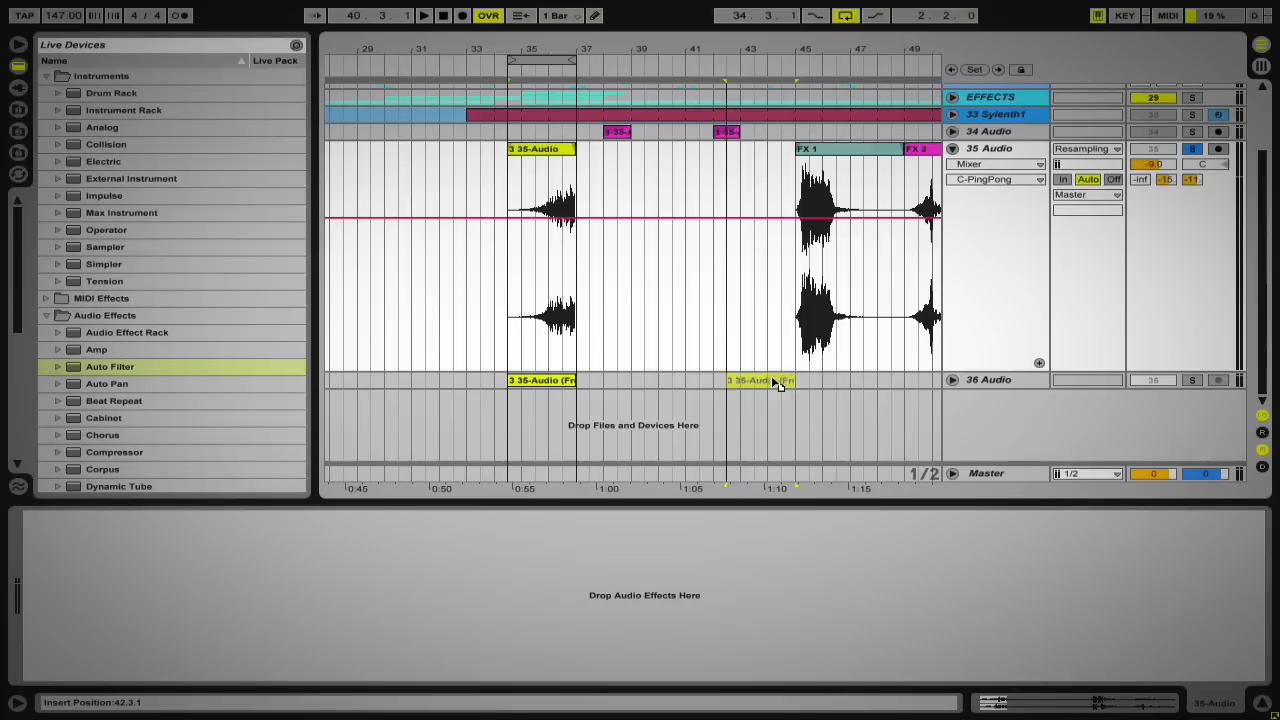 TAP 147.00 4 / 4 40. 3. 1 OVR 1 Bar 34. 3. 1 2. 2. 0 KEY MIDI 19 % D
Live Devices
Name Live Pack
Instruments
Drum Rack
Instrument Rack
Analog
Collision
Electric
External Instrument
Impulse
Max Instrument
Operator
Sampler
Simpler
Tension
MIDI Effects
Audio Effects
Audio Effect Rack
Amp
Auto Filter
Auto Pan
Beat Repeat
Cabinet
Chorus
Compressor
Corpus
Dynamic Tube
29 31 33 35 37 39 41 43 45 47 49
Set
EFFECTS 29 S
33 Sylenth1 33 S
34 Audio 34 S
3 35-Audio FX 1 FX 2 35 Audio Resampling 35 S
Mixer -9.0 C
C-PingPong In Auto Off -inf -15. -11
Master
3 35-Audio (Fr 36 Audio 36 S
Drop Files and Devices Here
1/2 Master 1/2 0 0
0:45 0:50 0:55 1:00 1:05 1:10 1:15
R
D
Drop Audio Effects Here
Insert Position:42.3.1 35-Audio